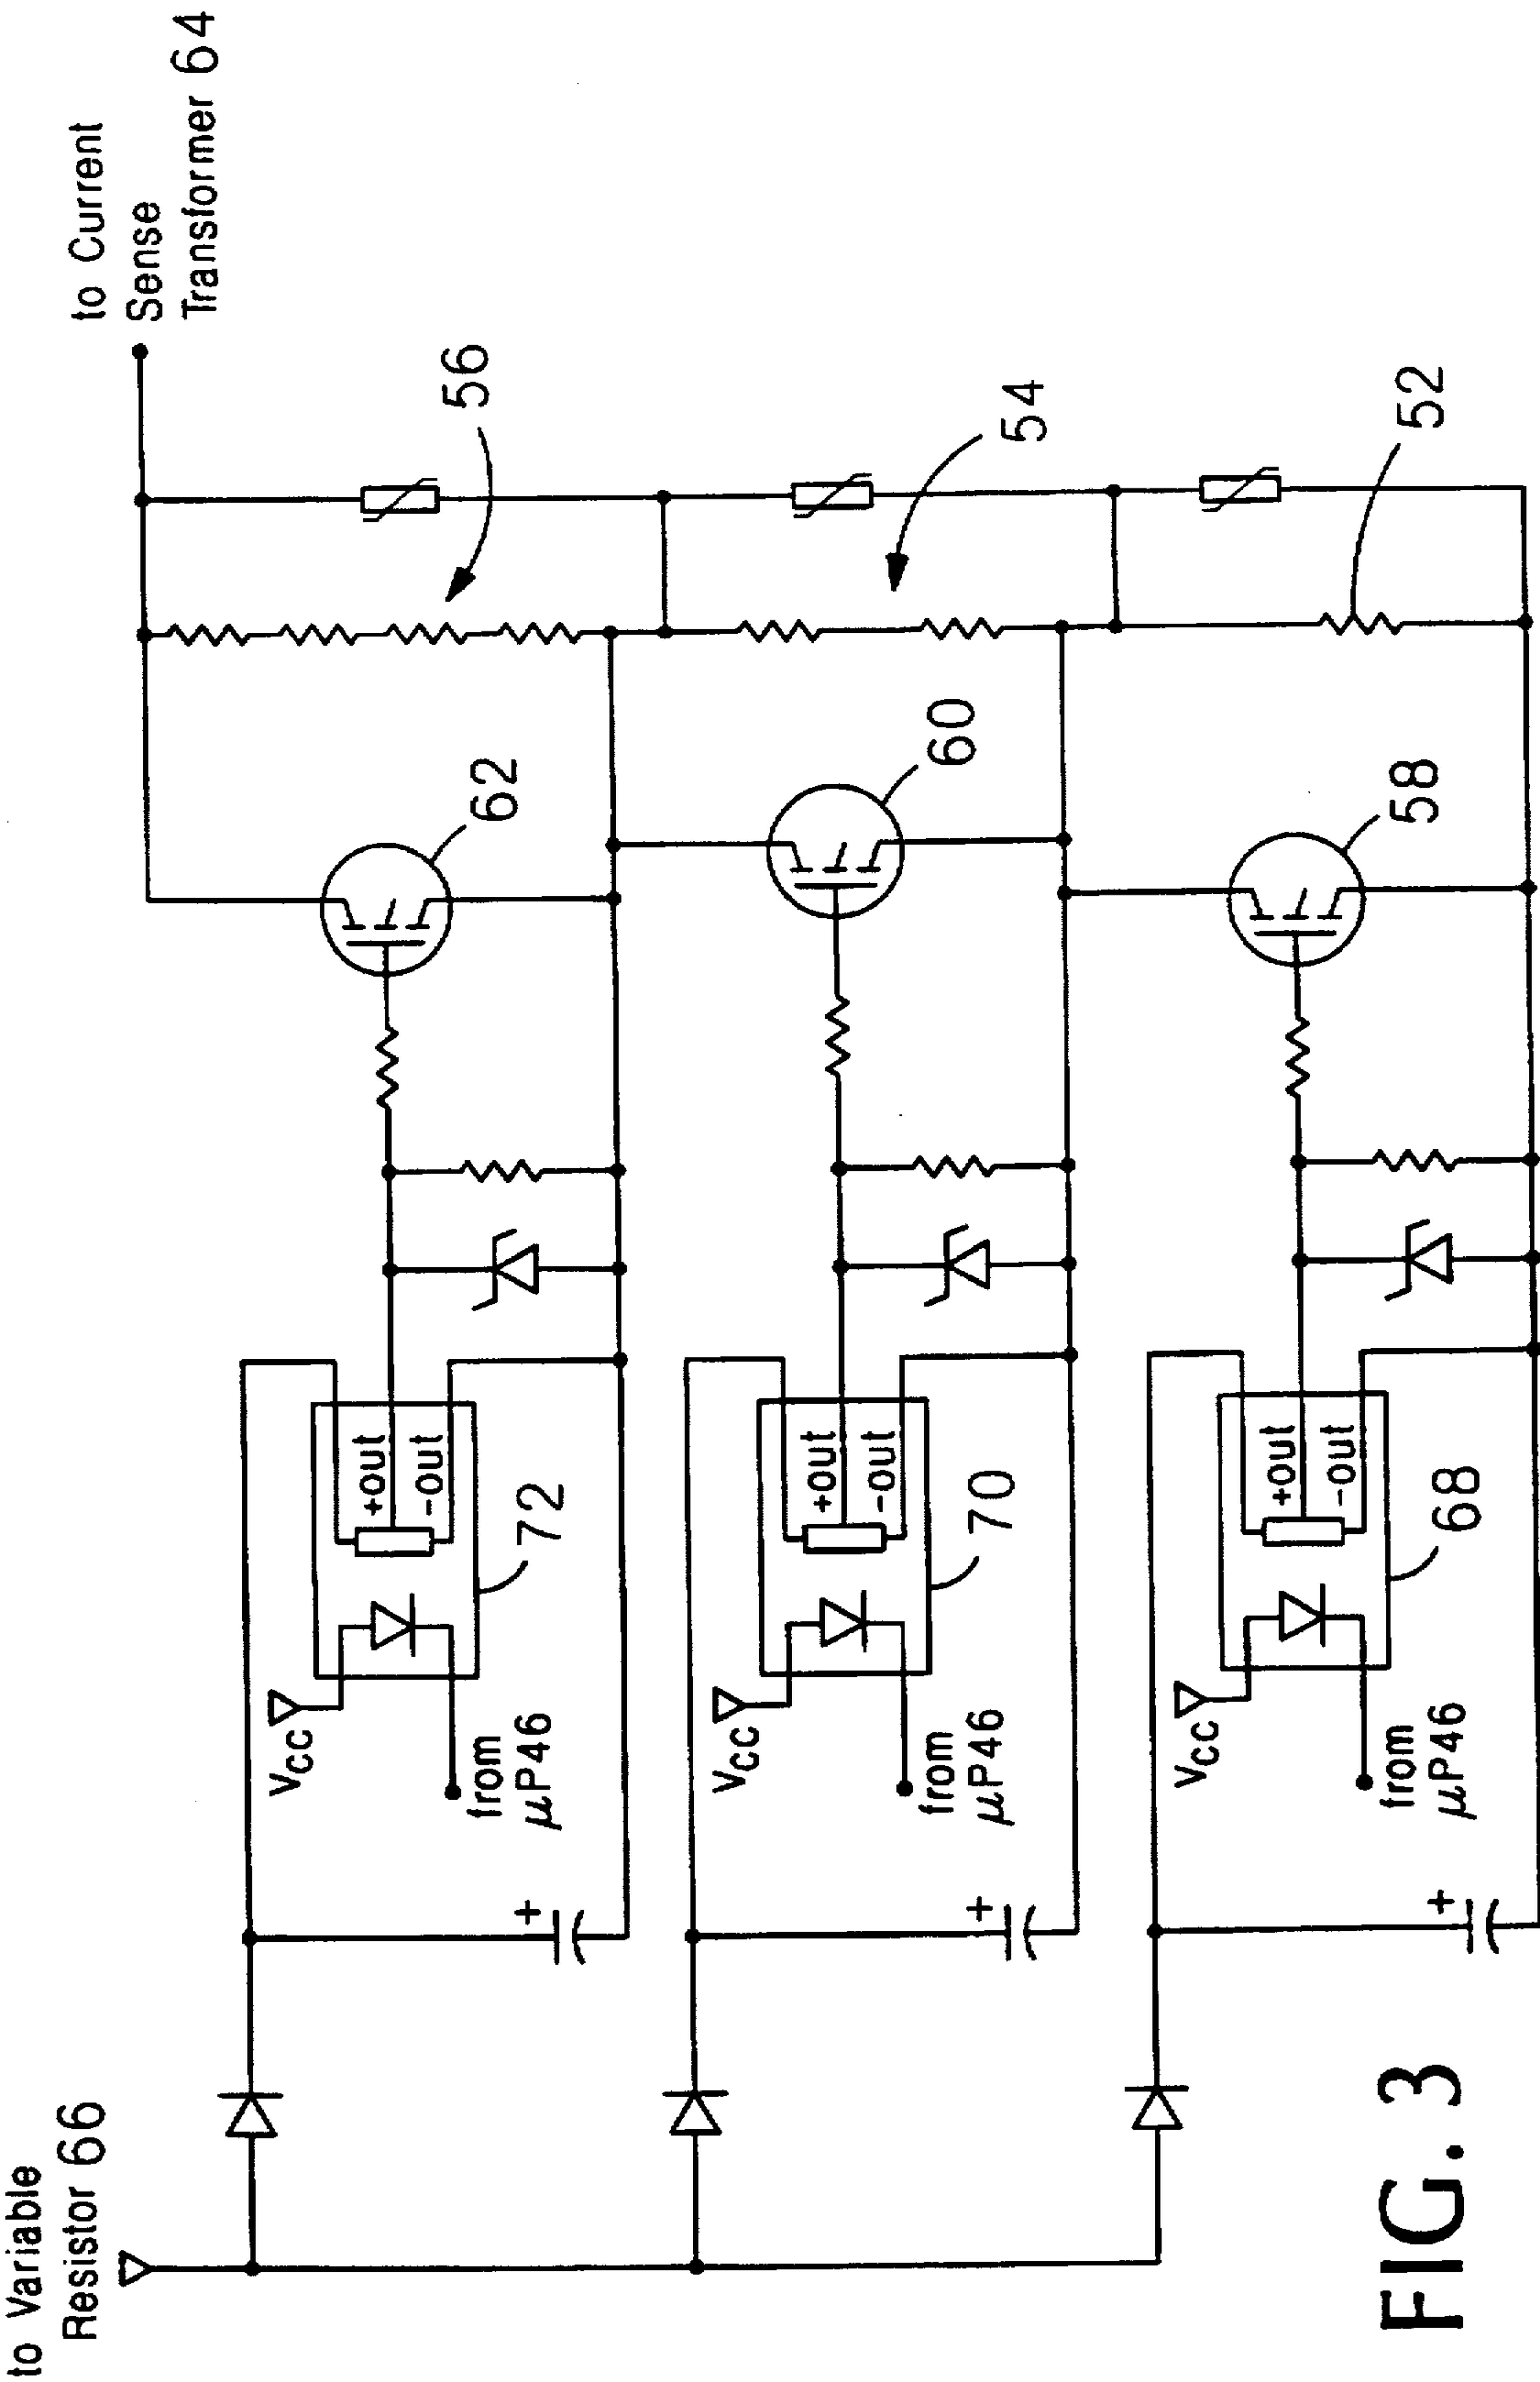 to Variable
Resistor 66
to Current
Sense
Transformer 64
56
54
52
62
60
58
+out
-out
72
VCC
from
μP46
+
+out
-out
70
VCC
from
μP46
+
+out
-out
68
VCC
from
μP46
+
FIG. 3